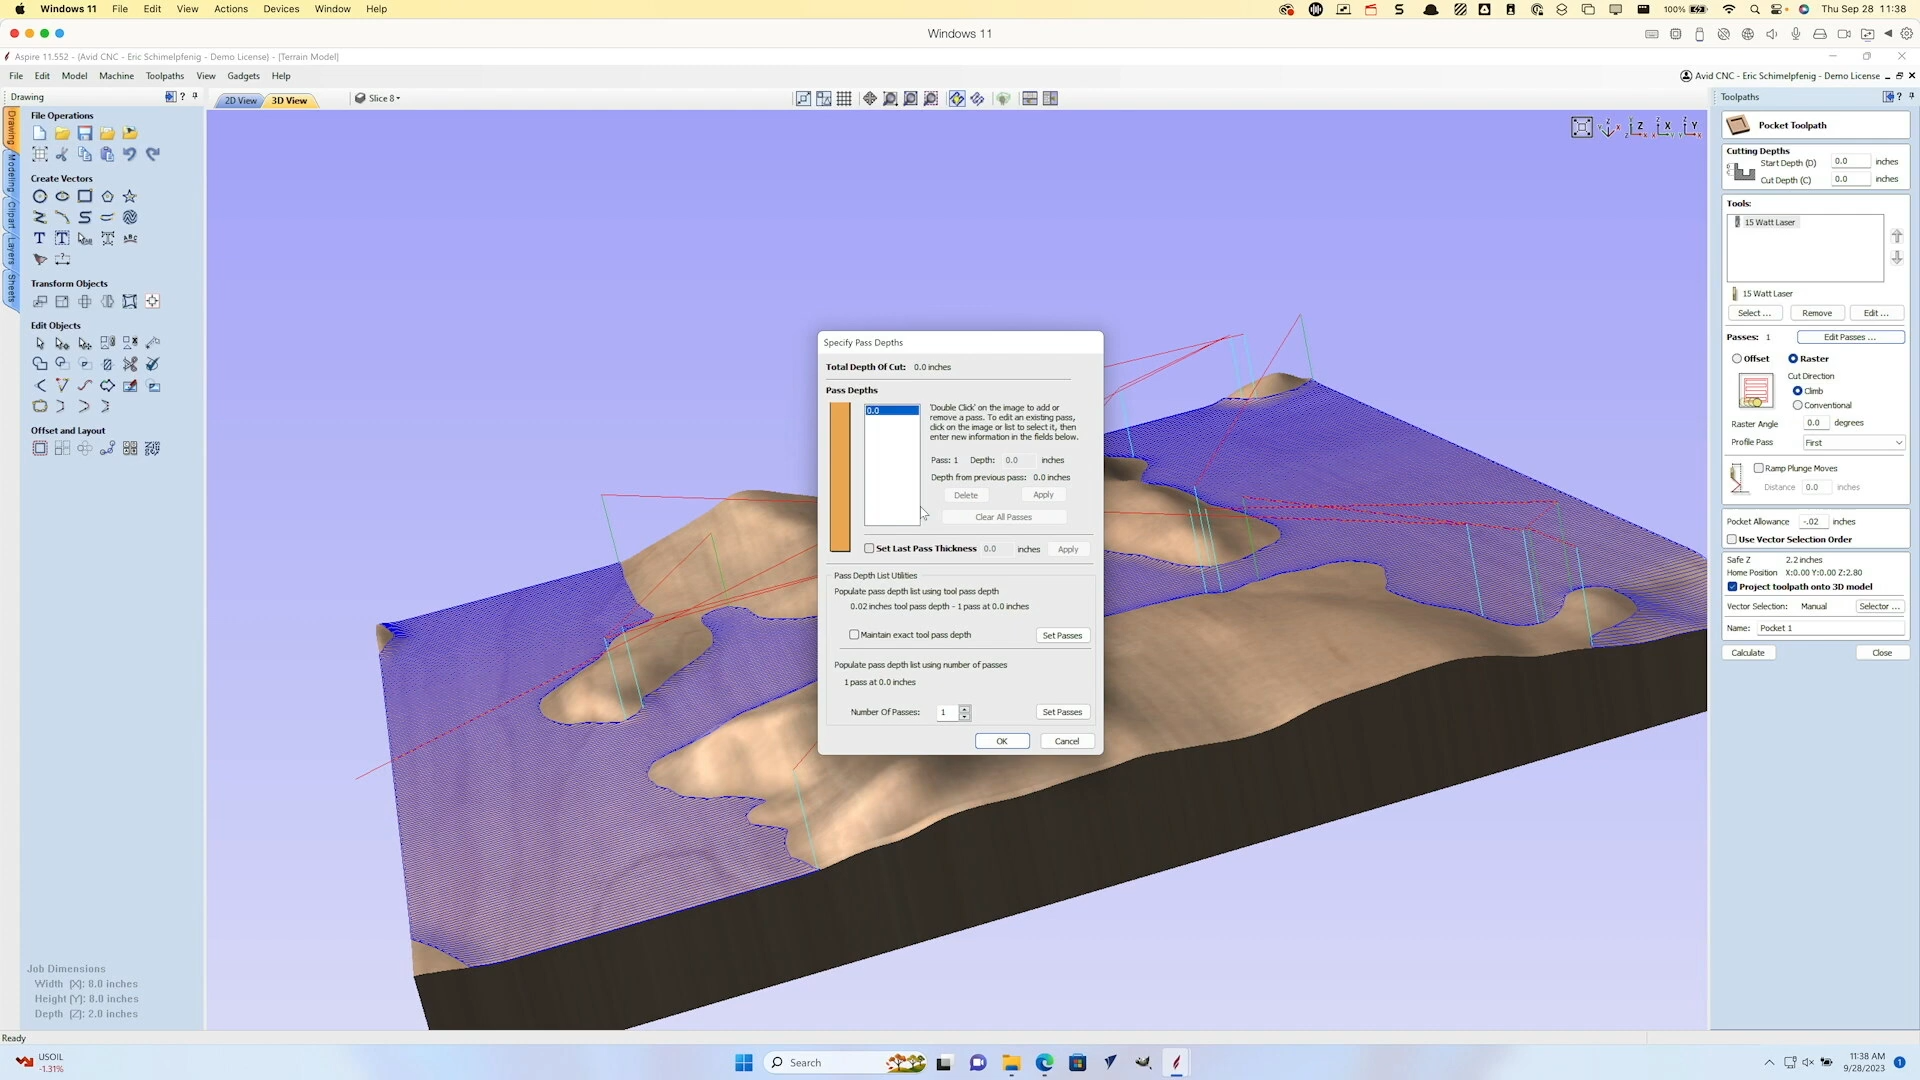 Windows 11 File Edit View Actions Devices Window Help
100% Thu Sep 28 11:38
Windows 11
Aspire 11.552 - (Avid CNC - Eric Schimelpfenig - Demo License) - [Terrain Model]
File Edit Model Machine Toolpaths View Gadgets Help
Avid CNC - Eric Schimelpfenig - Demo License
Drawing
2D View 3D View Slice 8
Toolpaths
Drawing
Modeling
Clipart
Layers
Sheets
File Operations
Create Vectors
Transform Objects
Edit Objects
Offset and Layout
Job Dimensions
Width (X): 8.0 inches
Height (Y): 8.0 inches
Depth (Z): 2.0 inches
Specify Pass Depths
Total Depth Of Cut: 0.0 inches
Pass Depths
0.0
'Double Click' on the image to add or
remove a pass. To edit an existing pass,
click on the image or list to select it, then
enter new information in the fields below.
Pass: 1 Depth: 0.0 inches
Depth from previous pass: 0.0 inches
Delete Apply
Clear All Passes
Set Last Pass Thickness 0.0 inches Apply
Pass Depth List Utilities
Populate pass depth list using tool pass depth
0.02 inches tool pass depth - 1 pass at 0.0 inches
Maintain exact tool pass depth Set Passes
Populate pass depth list using number of passes
1 pass at 0.0 inches
Number Of Passes: 1 Set Passes
OK Cancel
Pocket Toolpath
Cutting Depths
Start Depth (D) 0.0 inches
Cut Depth (C) 0.0 inches
Tools:
15 Watt Laser
15 Watt Laser
Select ... Remove Edit ...
Passes: 1 Edit Passes ...
Offset Raster
Cut Direction
Climb
Conventional
Raster Angle 0.0 degrees
Profile Pass First
Ramp Plunge Moves
Distance 0.0 inches
Pocket Allowance -.02 inches
Use Vector Selection Order
Safe Z 2.2 inches
Home Position X:0.00 Y:0.00 Z:2.80
Project toolpath onto 3D model
Vector Selection: Manual Selector ...
Name: Pocket 1
Calculate Close
Ready
USOIL
-1.31%
Search
11:38 AM
9/28/2023
1